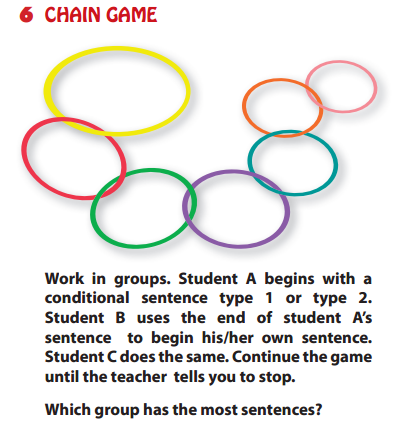 6 CHAIN GAME
Work in groups. Student A begins with a
conditional sentence type 1 or type 2.
Student B uses the end of student A's
sentence to begin his/her own sentence.
Student C does the same. Continue the game
until the teacher tells you to stop.
Which group has the most sentences?